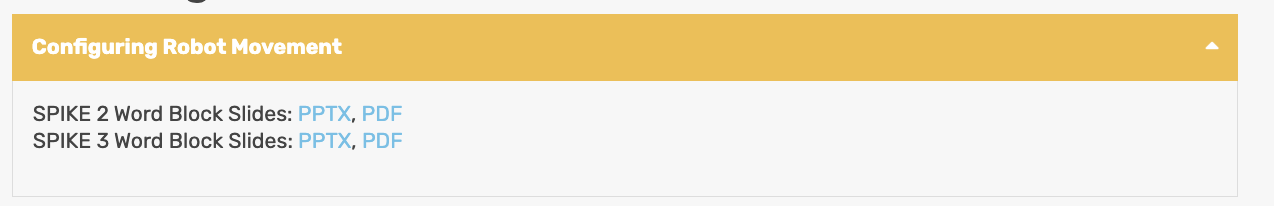 Configuring Robot Movement
SPIKE 2 Word Block Slides: PPTX, PDF
SPIKE 3 Word Block Slides: PPTX, PDF